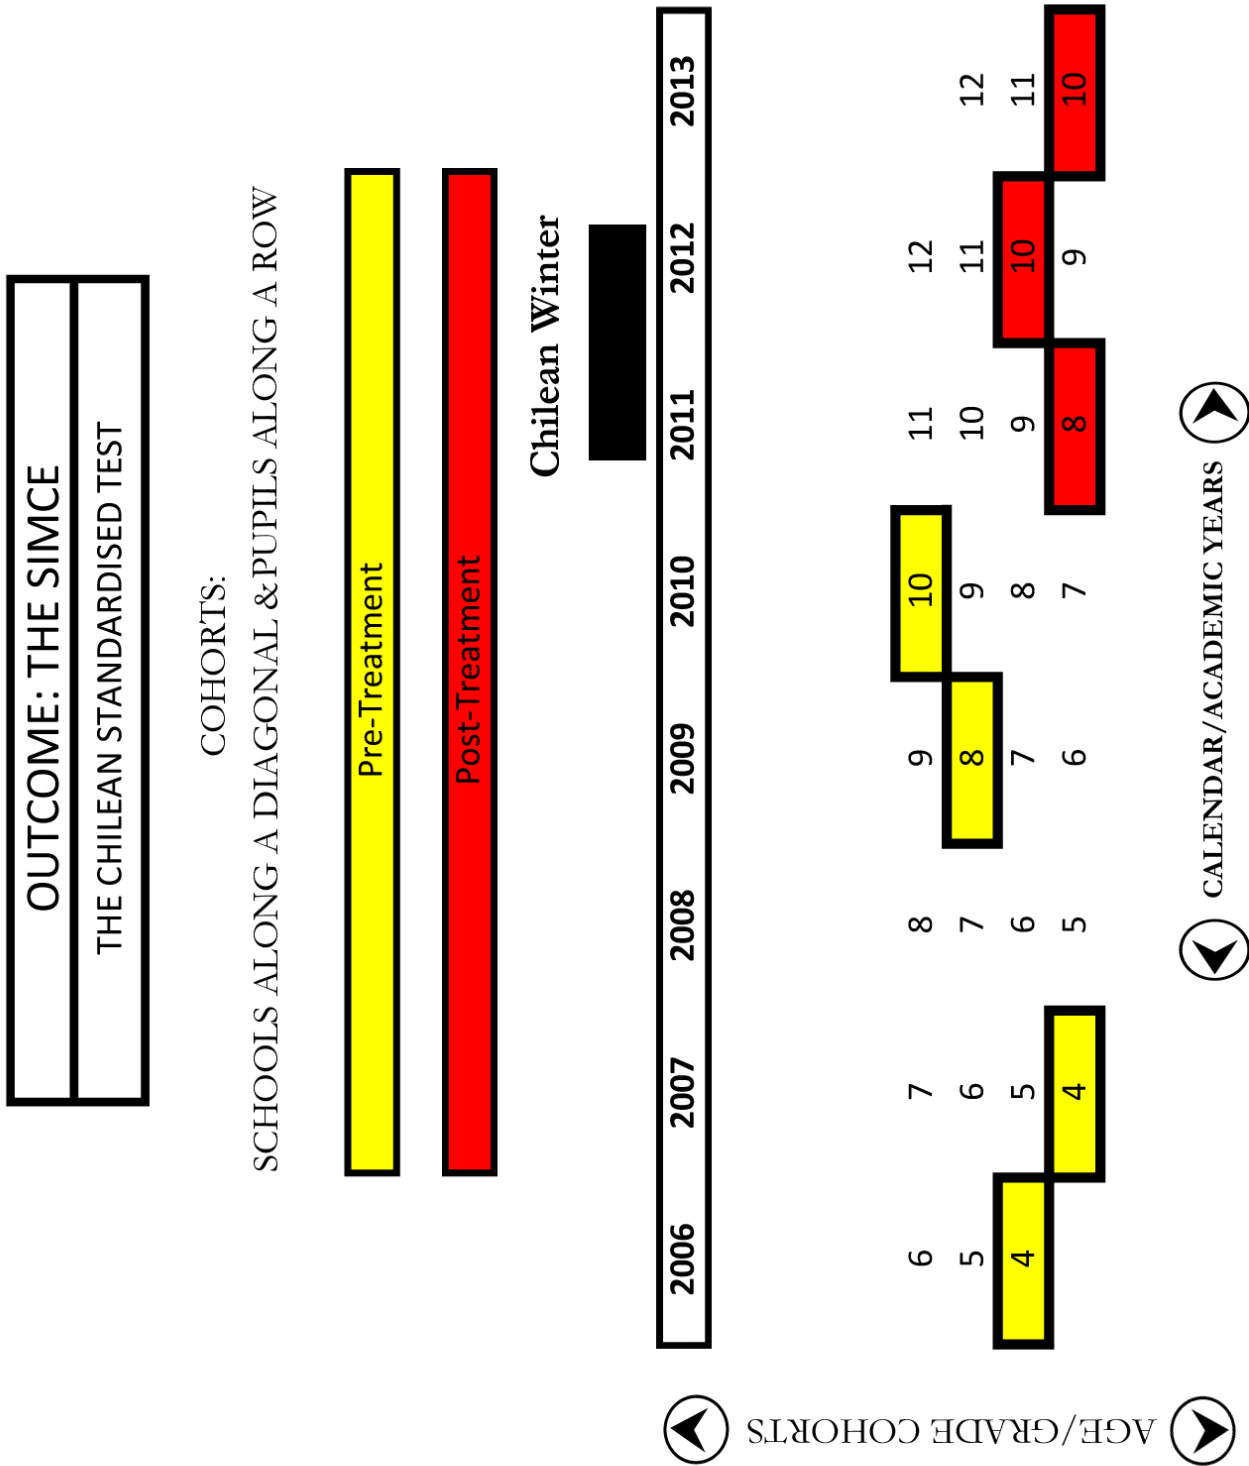 OUTCOME: THE SIMCE
THE CHILEAN STANDARDISED TEST
COHORTS:
SCHOOLS ALONG A DIAGONAL & PUPILS ALONG A ROW
Pre-Treatment
Post-Treatment
Chilean Winter
2006 2007 2008 2009 2010 2011 2012 2013
6 7 8 9 10 11 12
5 6 7 8 9 10 11 12
4 5 6 7 8 9 10 11
4 5 6 7 8 9 10
AGE/GRADE COHORTS
CALENDAR/ACADEMIC YEARS